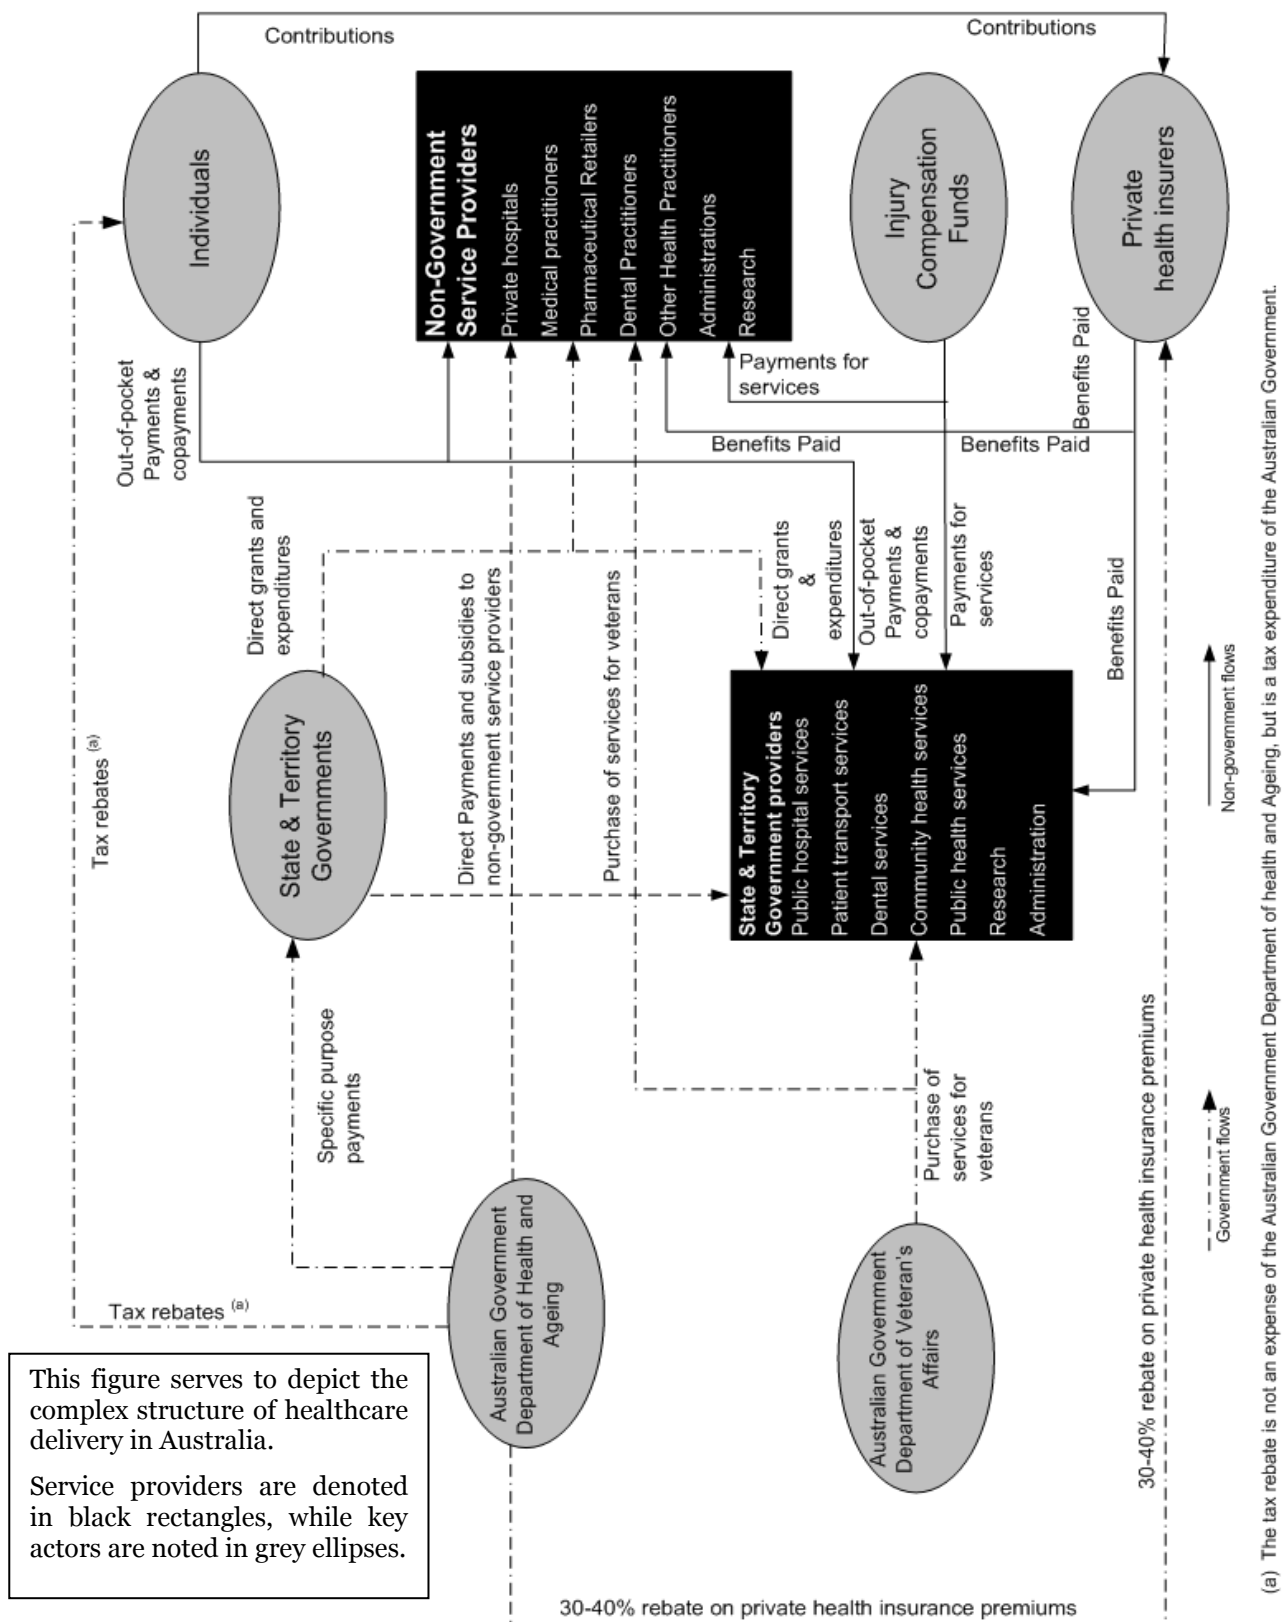 Contributions
Contributions
Individuals
Non-Government
Service Providers
Private hospitals
Medical practitioners
Pharmaceutical Retailers
Dental Practitioners
Other Health Practitioners
Administrations
Research
Injury
Compensation
Funds
Private
health insurers
Tax rebates (a)
Out-of-pocket
Payments &
copayments
Payments for
services
Benefits Paid
Benefits Paid
Benefits Paid
Direct grants and
expenditures
State & Territory
Governments
Direct Payments and subsidies to
non-government service providers
Purchase of services for veterans
Direct grants
&
expenditures
Out-of-pocket
Payments &
copayments
Payments for
services
Benefits Paid
State & Territory
Government providers
Public hospital services
Patient transport services
Dental services
Community health services
Public health services
Research
Administration
Specific purpose
payments
Tax rebates (a)
Australian Government
Department of Health and
Ageing
Australian Government
Department of Veteran's
Affairs
Purchase of
services for
veterans
30-40% rebate on private health insurance premiums
30-40% rebate on private health insurance premiums
Government flows
Non-government flows
(a) The tax rebate is not an expense of the Australian Government Department of health and Ageing, but is a tax expenditure of the Australian Government.
This figure serves to depict the
complex structure of healthcare
delivery in Australia.
Service providers are denoted
in black rectangles, while key
actors are noted in grey ellipses.